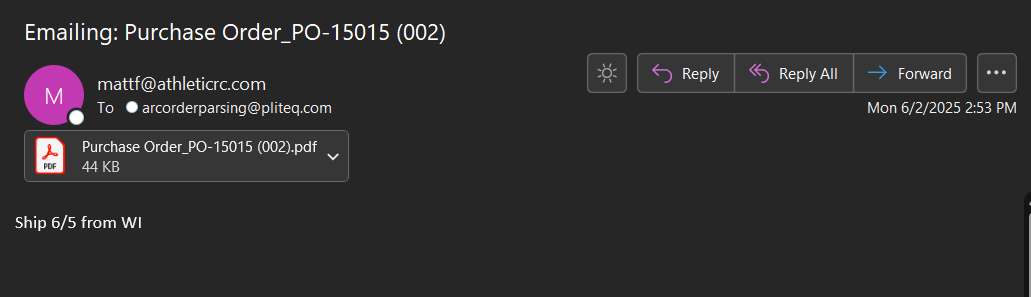 Emailing: Purchase Order_PO-15015 (002)
M
mattf@athleticrc.com
To arcorderparsing@pliteq.com
Reply
Reply All
Forward
Mon 6/2/2025 2:53 PM
PDF
Purchase Order_PO-15015 (002).pdf
44 KB
Ship 6/5 from WI